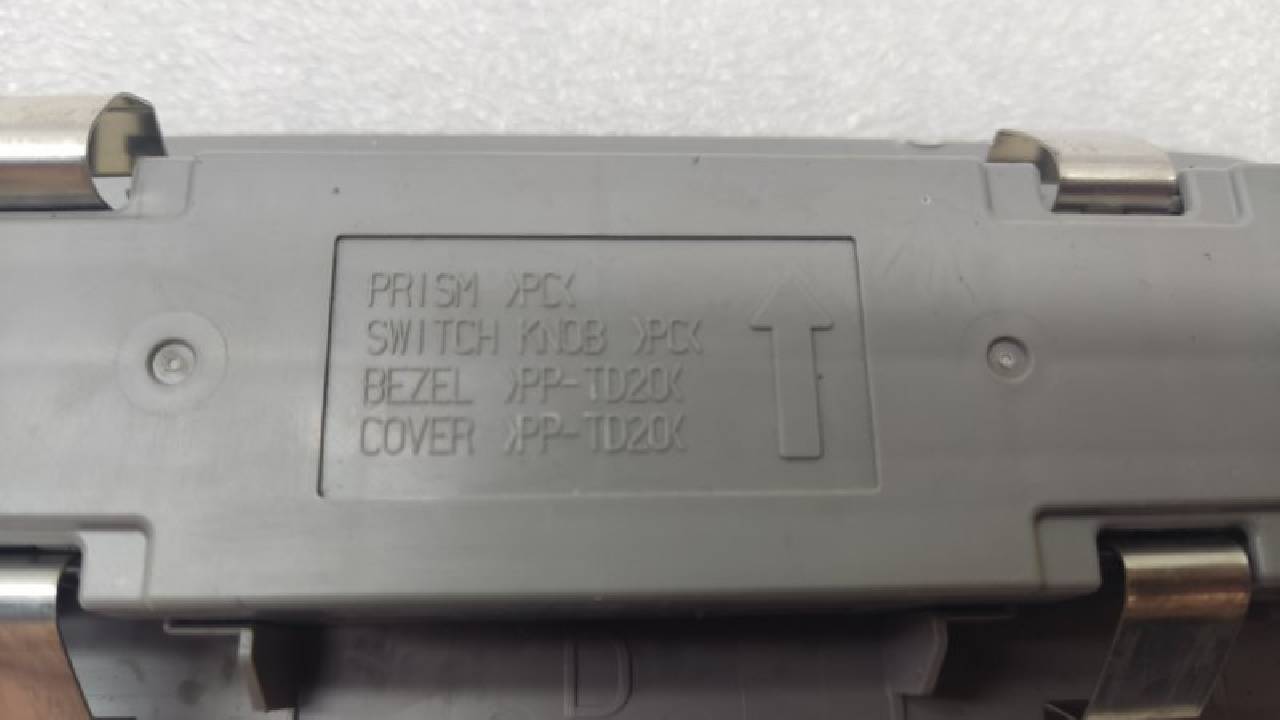 PRISM >PC<
SWITCH KNOB >PC<
BEZEL >PP-TD20<
COVER >PP-TD20<
D